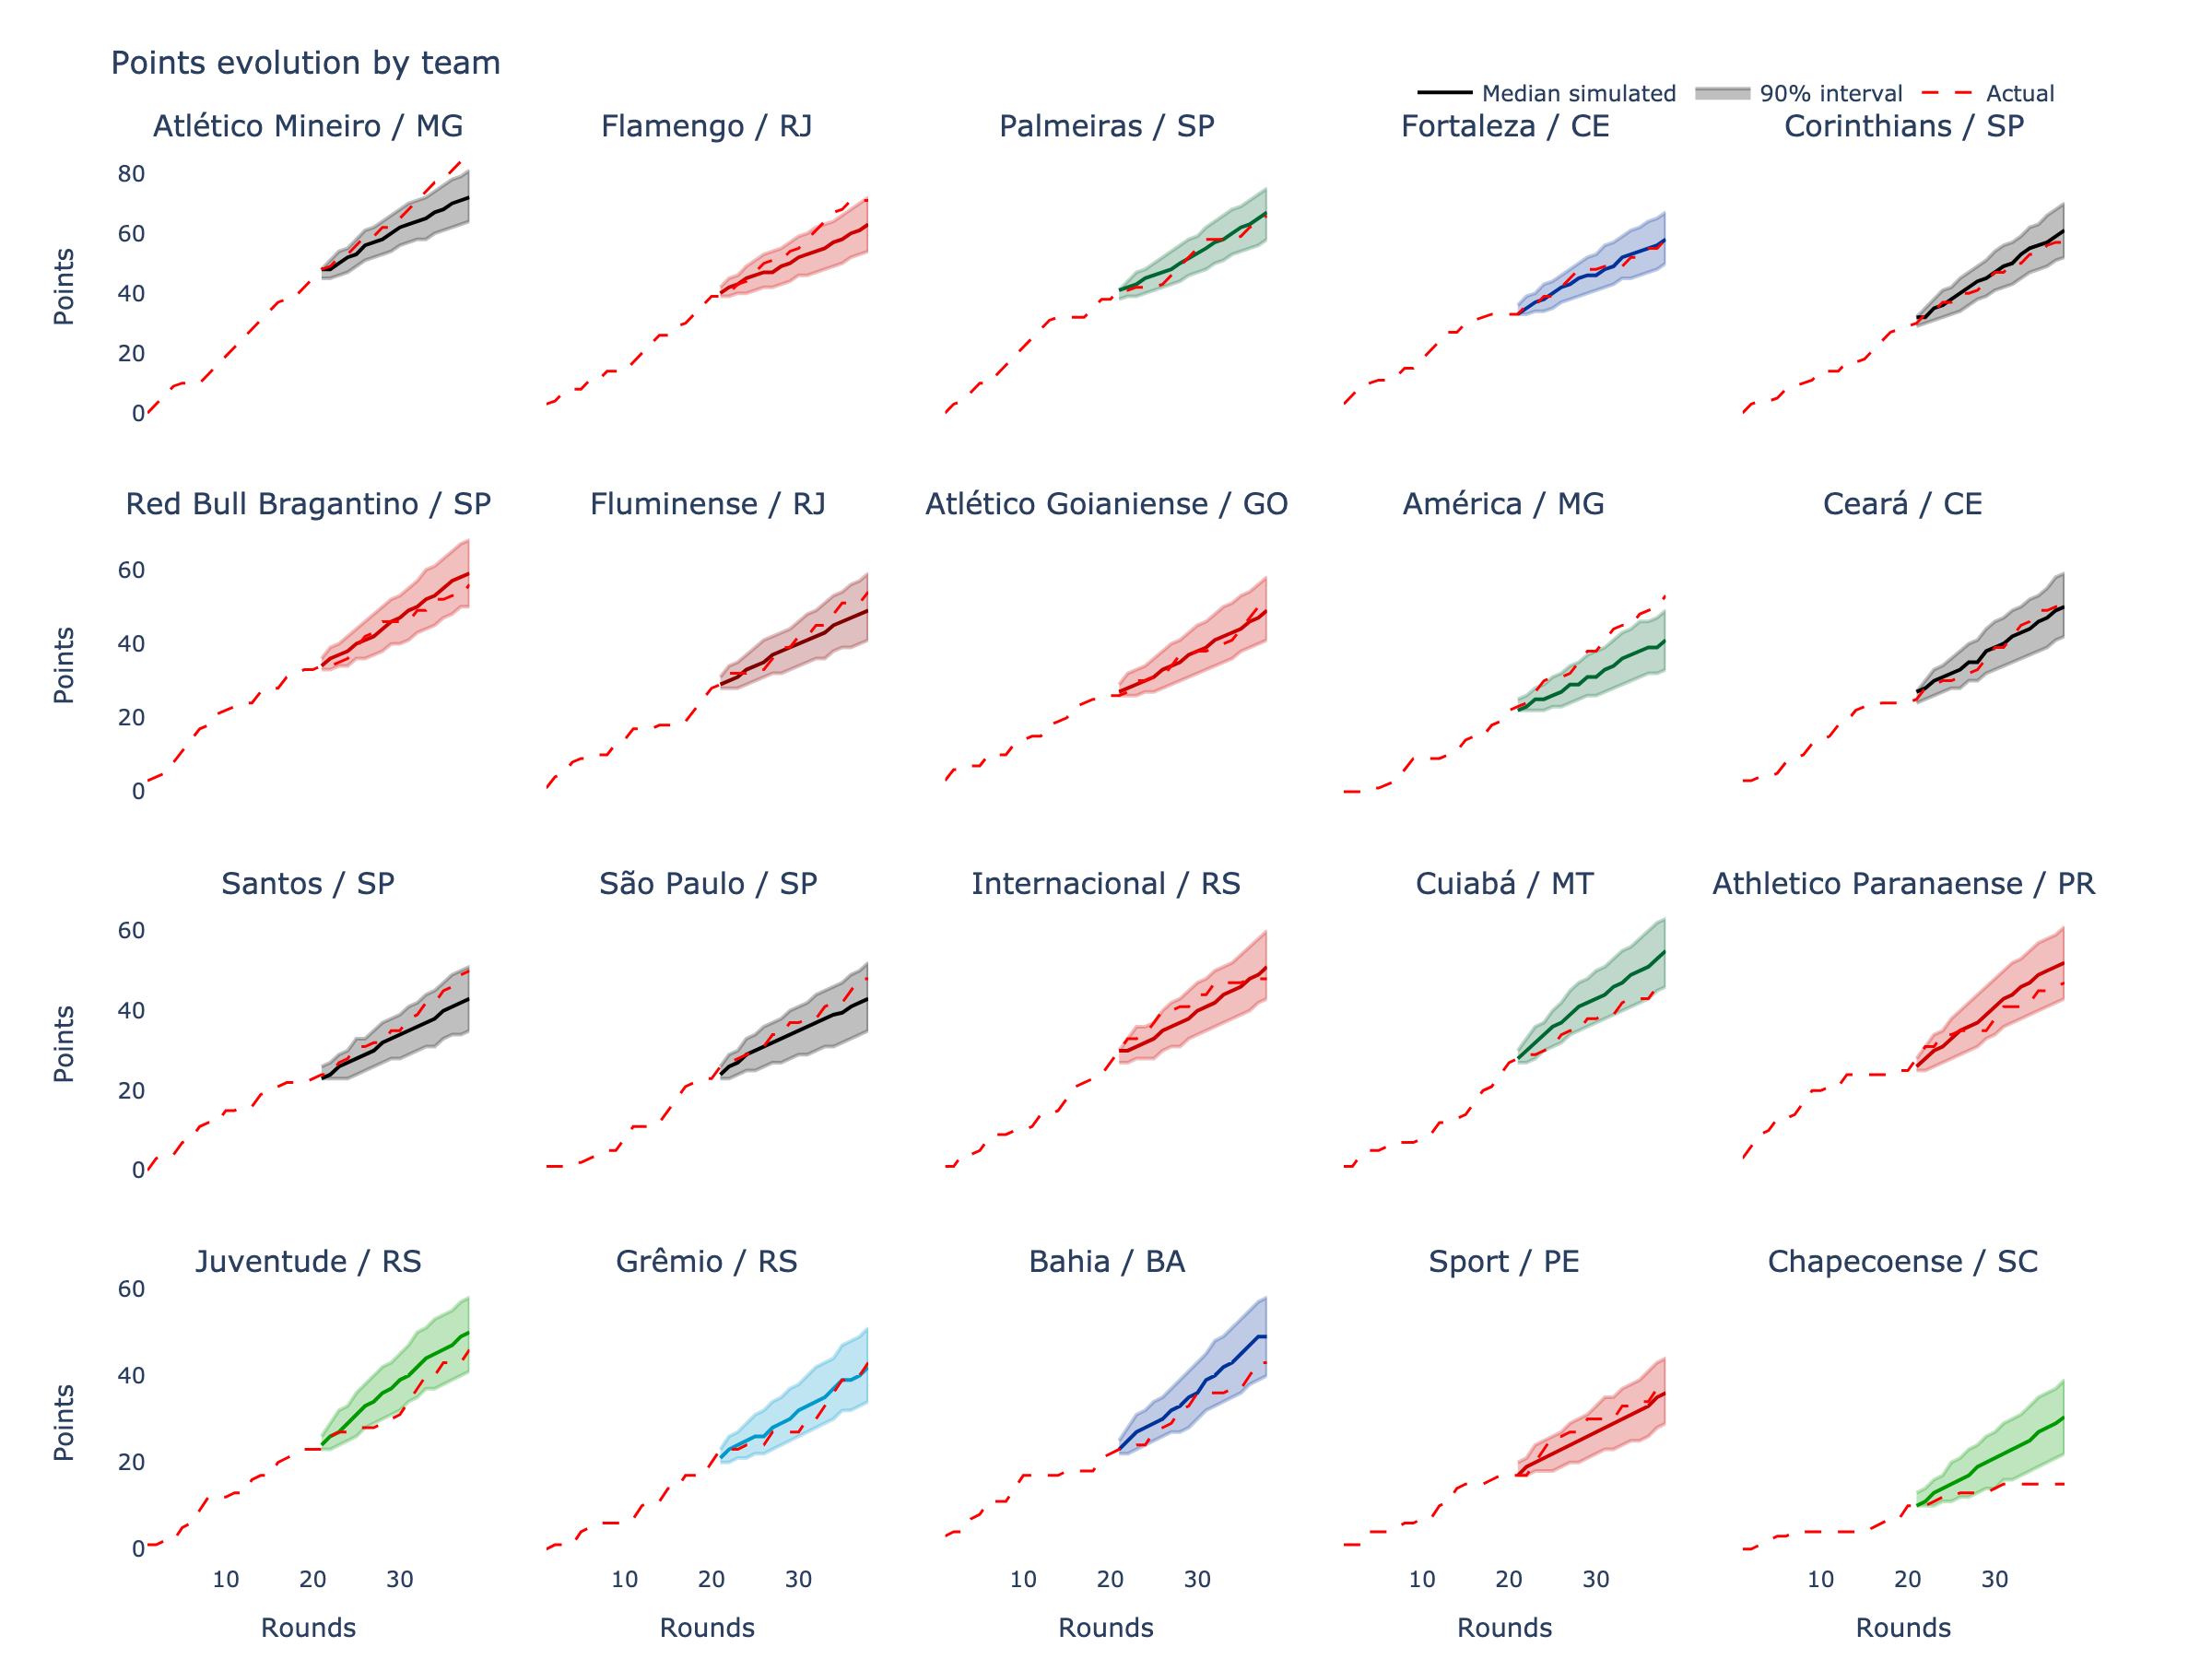 Points evolution by team
Median simulated 90% interval Actual
Atlético Mineiro / MG Flamengo / RJ Palmeiras / SP Fortaleza / CE Corinthians / SP
80
60
40
20
0
Points
Red Bull Bragantino / SP Fluminense / RJ Atlético Goianiense / GO América / MG Ceará / CE
60
40
20
0
Points
Santos / SP São Paulo / SP Internacional / RS Cuiabá / MT Athletico Paranaense / PR
60
40
20
0
Points
Juventude / RS Grêmio / RS Bahia / BA Sport / PE Chapecoense / SC
60
40
20
0
Points
10 20 30 10 20 30 10 20 30 10 20 30 10 20 30
Rounds Rounds Rounds Rounds Rounds